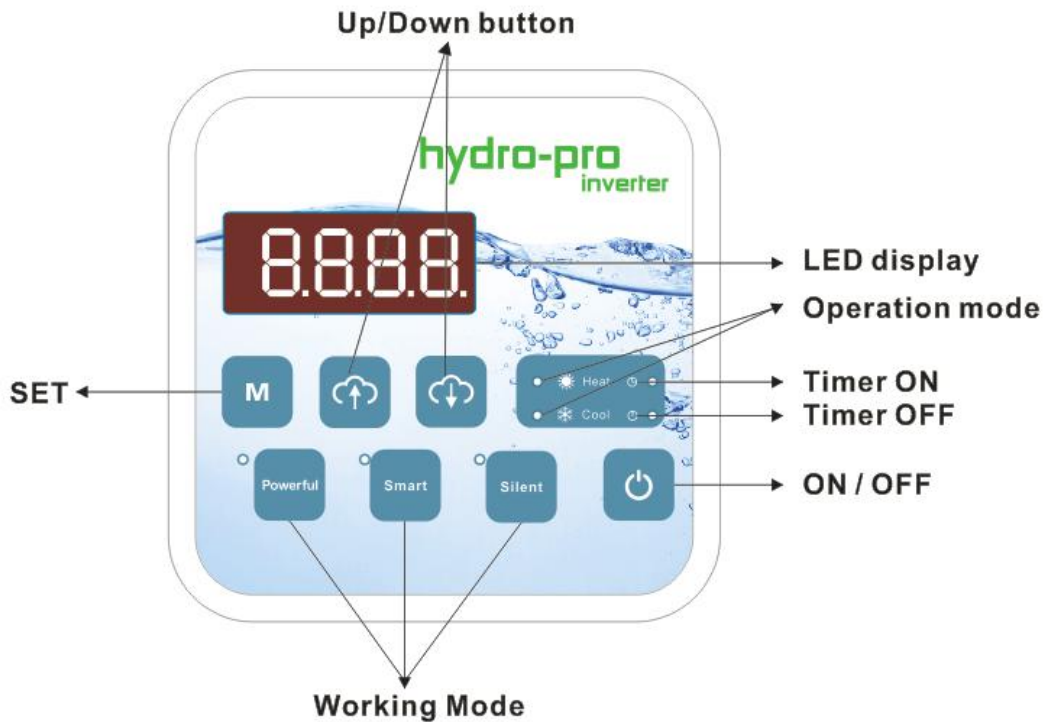 Up/Down button
hydro-pro
inverter
8.8.8.8.
LED display
Operation mode
SET
M
Heat
Timer ON
Cool
Timer OFF
Powerful
Smart
Silent
ON / OFF
Working Mode